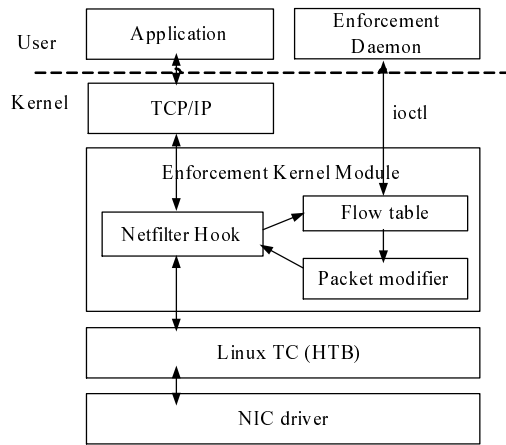 User
Application
Enforcement
Daemon
Kernel
TCP/IP
ioctl
Enforcement Kernel Module
Netfilter Hook
Flow table
Packet modifier
Linux TC (HTB)
NIC driver